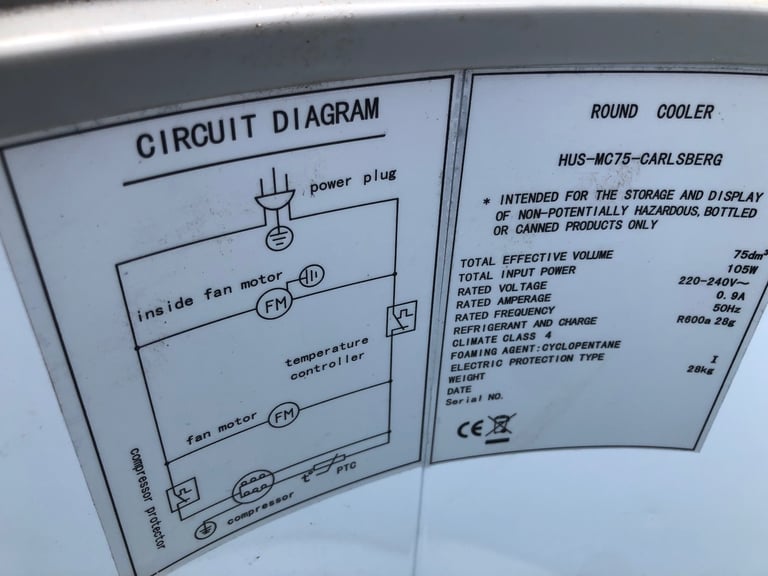 CIRCUIT DIAGRAM
power plug
inside fan motor
FM
temperature
controller
fan motor
FM
compressor protector
compressor
t°
PTC
ROUND COOLER
HUS-MC75-CARLSBERG
* INTENDED FOR THE STORAGE AND DISPLAY
OF NON-POTENTIALLY HAZARDOUS, BOTTLED
OR CANNED PRODUCTS ONLY
TOTAL EFFECTIVE VOLUME 75dm³
TOTAL INPUT POWER 105W
RATED VOLTAGE 220-240V~
RATED AMPERAGE 0.9A
RATED FREQUENCY 50Hz
REFRIGERANT AND CHARGE R600a 28g
CLIMATE CLASS 4
FOAMING AGENT:CYCLOPENTANE
ELECTRIC PROTECTION TYPE I
WEIGHT 28kg
DATE
Serial NO.
CE